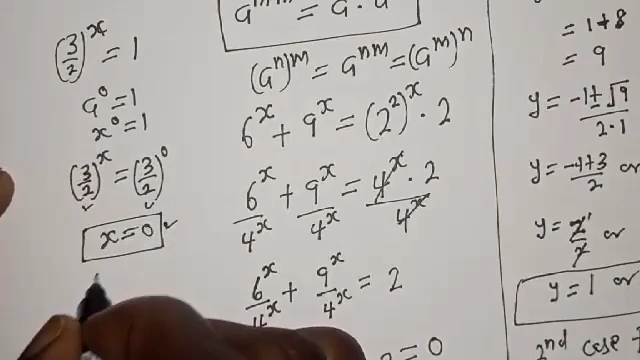 (3/2)^x = 1
a^0 = 1
x^0 = 1
(3/2)^x = (3/2)^0
x = 0
(a^n)^m = a^nm = (a^m)^n
6^x + 9^x = (2^2)^x · 2
6^x/4^x + 9^x/4^x = 4^x · 2/4^x
6^x/4^x + 9^x/4^x = 2
= 0
= 1 + 8
= 9
y = -1 ± √9 / 2·1
y = -1+3/2 or
y = 2/2 or
y = 1 or
2nd case